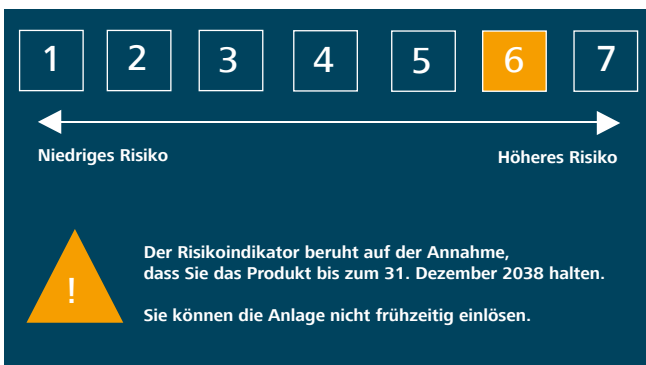 1 2 3 4 5 6 7
Niedriges Risiko Höheres Risiko
Der Risikoindikator beruht auf der Annahme,
dass Sie das Produkt bis zum 31. Dezember 2038 halten.
!
Sie können die Anlage nicht frühzeitig einlösen.